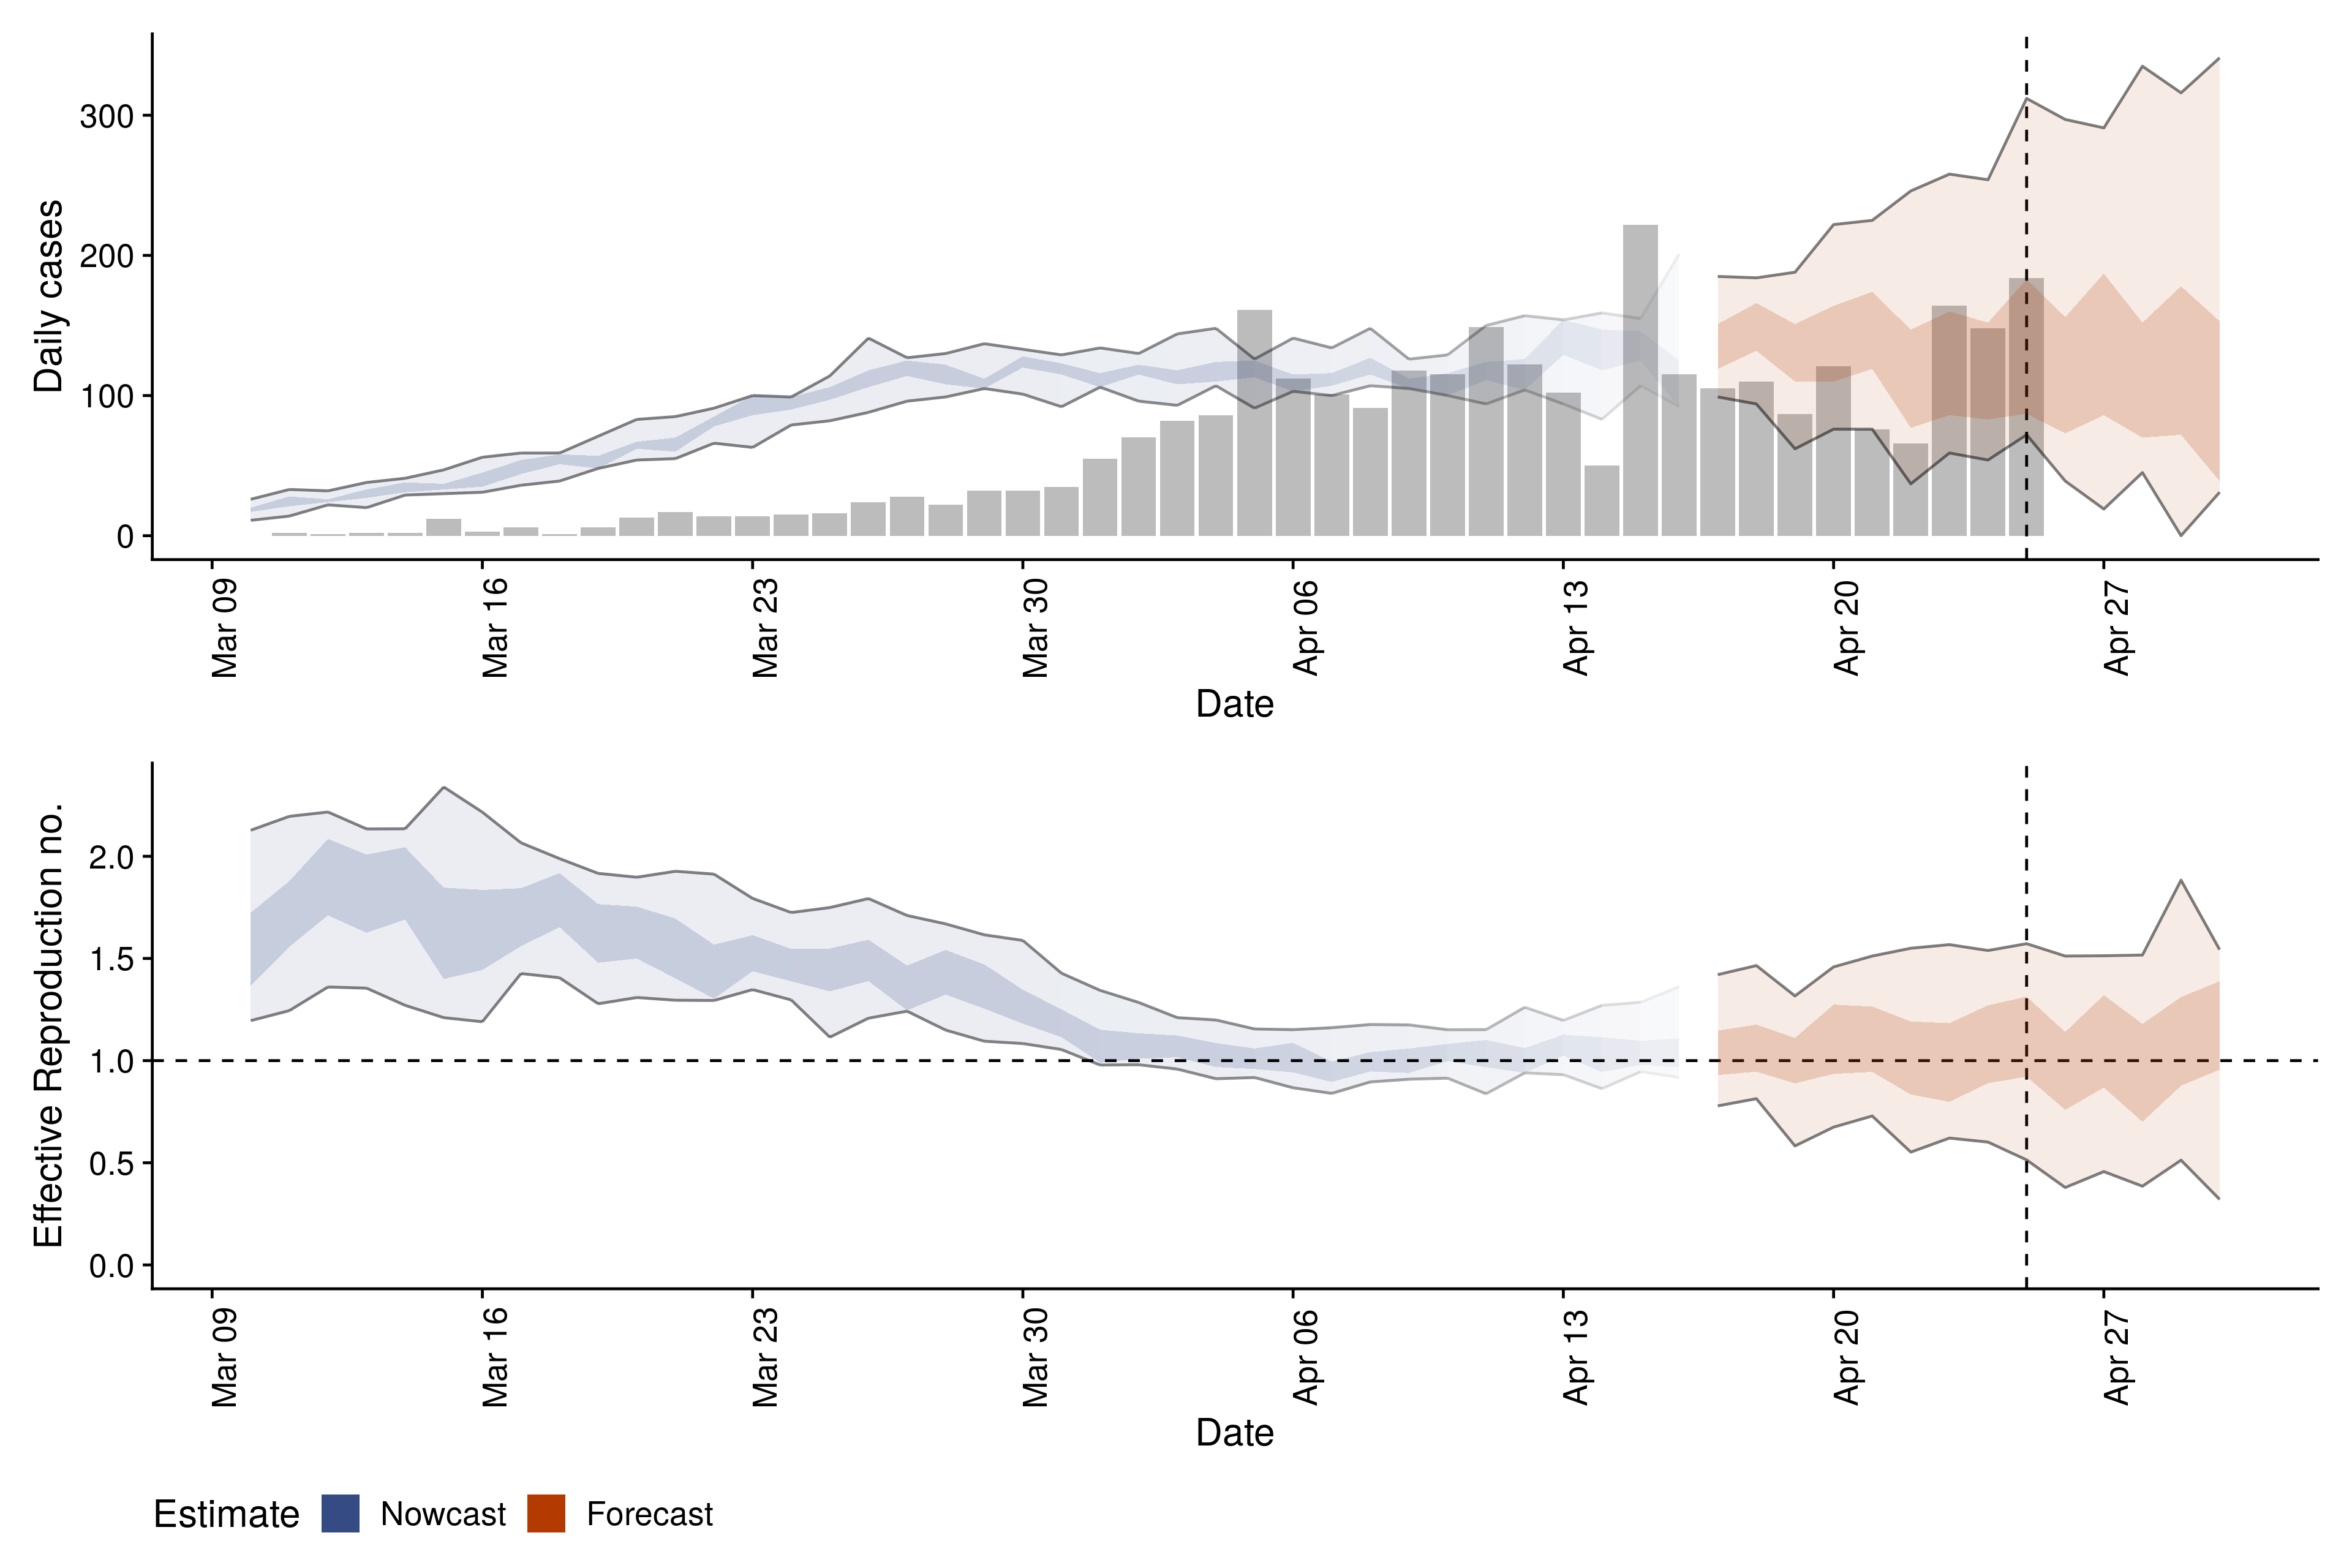 Daily cases
300
200
100
0
Mar 09
Mar 16
Mar 23
Mar 30
Apr 06
Apr 13
Apr 20
Apr 27
Date
Effective Reproduction no.
2.0
1.5
1.0
0.5
0.0
Mar 09
Mar 16
Mar 23
Mar 30
Apr 06
Apr 13
Apr 20
Apr 27
Date
Estimate Nowcast Forecast